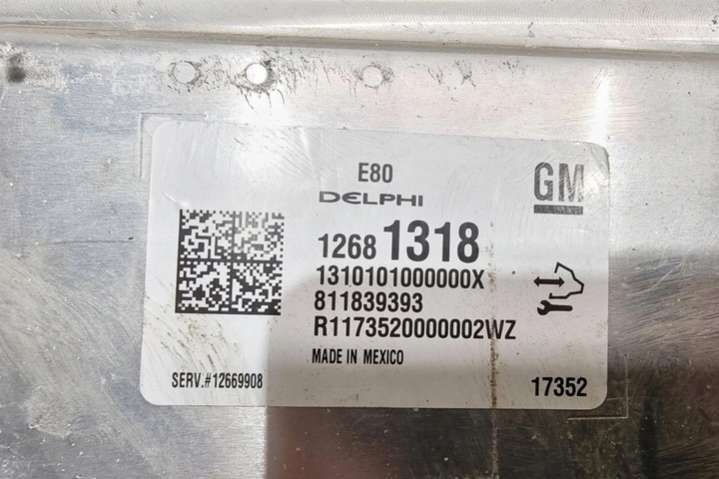 E80
GM
DELPHI
1268 1318
1310101000000X
811839393
R1173520000002WZ
MADE IN MEXICO
SERV.#12669908
17352